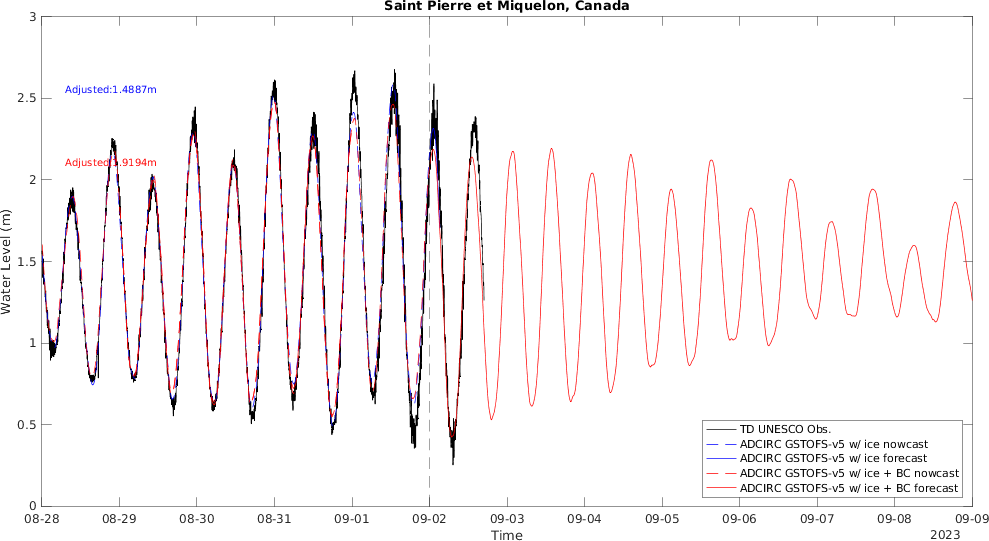 Saint Pierre et Miquelon, Canada
3
2.5
2
1.5
1
0.5
0
Water Level (m)
Adjusted:1.4887m
TD UNESCO Obs.
ADCIRC GSTOFS-v5 w/ ice nowcast
ADCIRC GSTOFS-v5 w/ ice forecast
ADCIRC GSTOFS-v5 w/ ice + BC nowcast
ADCIRC GSTOFS-v5 w/ ice + BC forecast
08-28 08-29 08-30 08-31 09-01 09-02 09-03 09-04 09-05 09-06 09-07 09-08 09-09
Time
2023